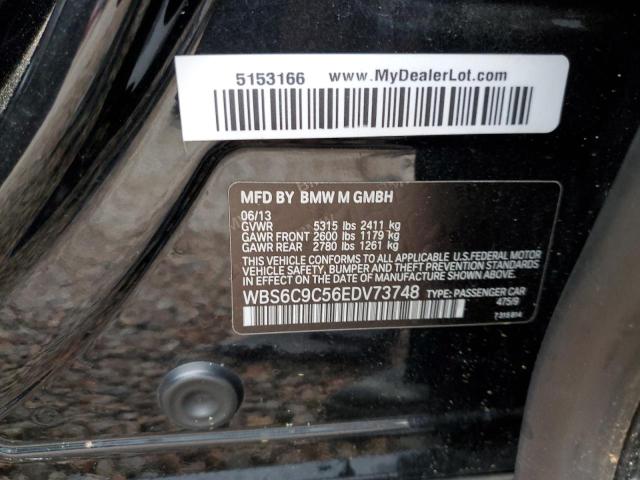 5153166 www.MyDealerLot.com
MFD BY BMW M GMBH
06/13
GVWR 5315 lbs 2411 kg
GAWR FRONT 2600 lbs 1179 kg
GAWR REAR 2780 lbs 1261 kg
THIS VEHICLE CONFORMS TO ALL APPLICABLE U.S.FEDERAL MOTOR
VEHICLE SAFETY, BUMPER AND THEFT PREVENTION STANDARDS
IN EFFECT ON THE DATE OF MANUFACTURE SHOWN ABOVE.
WBS6C9C56EDV73748 TYPE: PASSENGER CAR
475/9
7 315 814